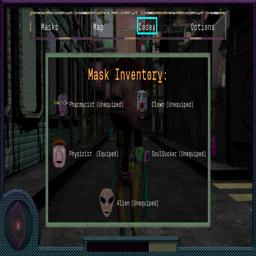 Masks Map Codex Options
Mask Inventory:
Pharmacist (Unequiped) Clown (Unequiped)
Physicist (Equiped) SoulSucker (Unequiped)
Alien (Unequiped)